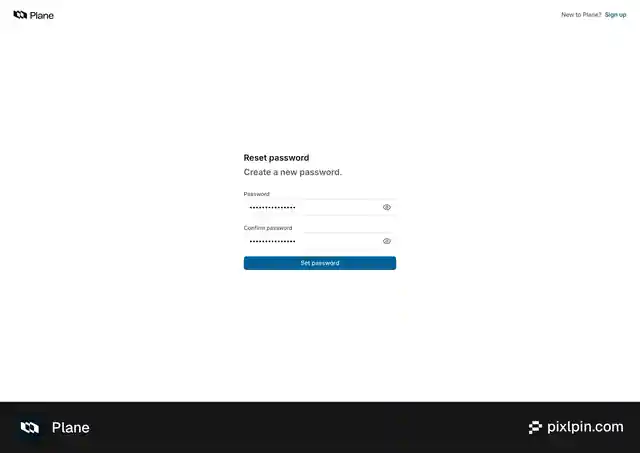 Plane
New to Plane? Sign up
Reset password
Create a new password.
Password
Confirm password
Set password
Plane
pixlpin.com